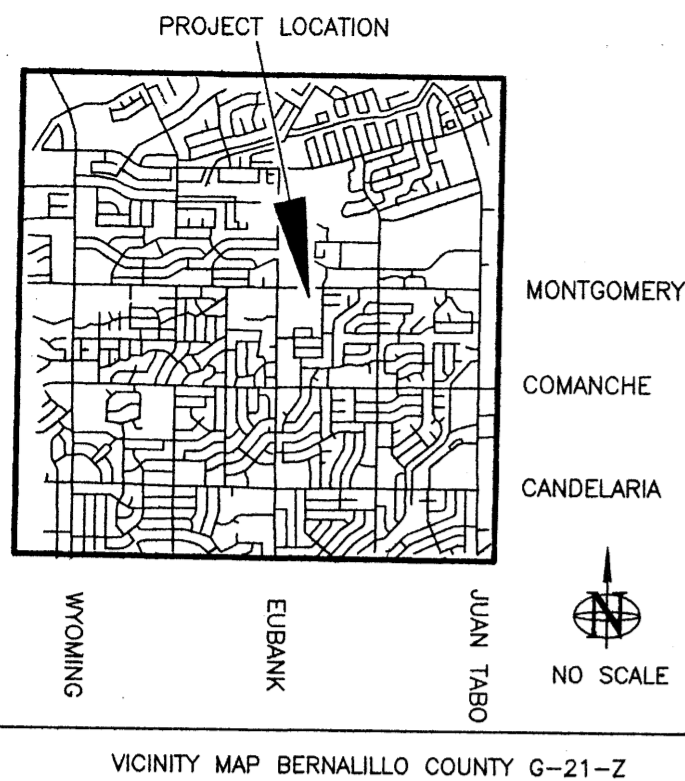 PROJECT LOCATION
MONTGOMERY
COMANCHE
CANDELARIA
WYOMING
EUBANK
JUAN TABO
N
NO SCALE
VICINITY MAP BERNALILLO COUNTY G-21-Z